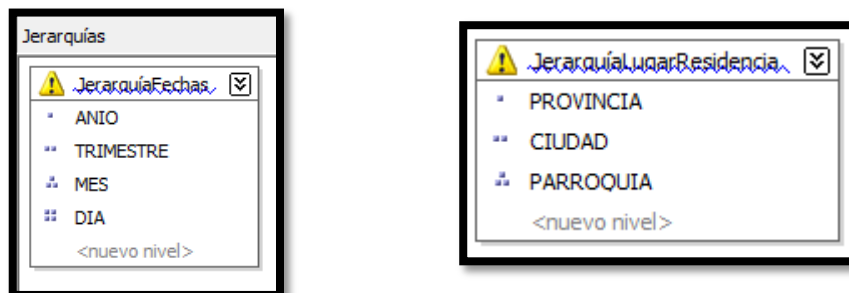 Jerarquías
JerarquíaFechas
ANIO
TRIMESTRE
MES
DIA
<nuevo nivel>
JerarquíaLugarResidencia
PROVINCIA
CIUDAD
PARROQUIA
<nuevo nivel>